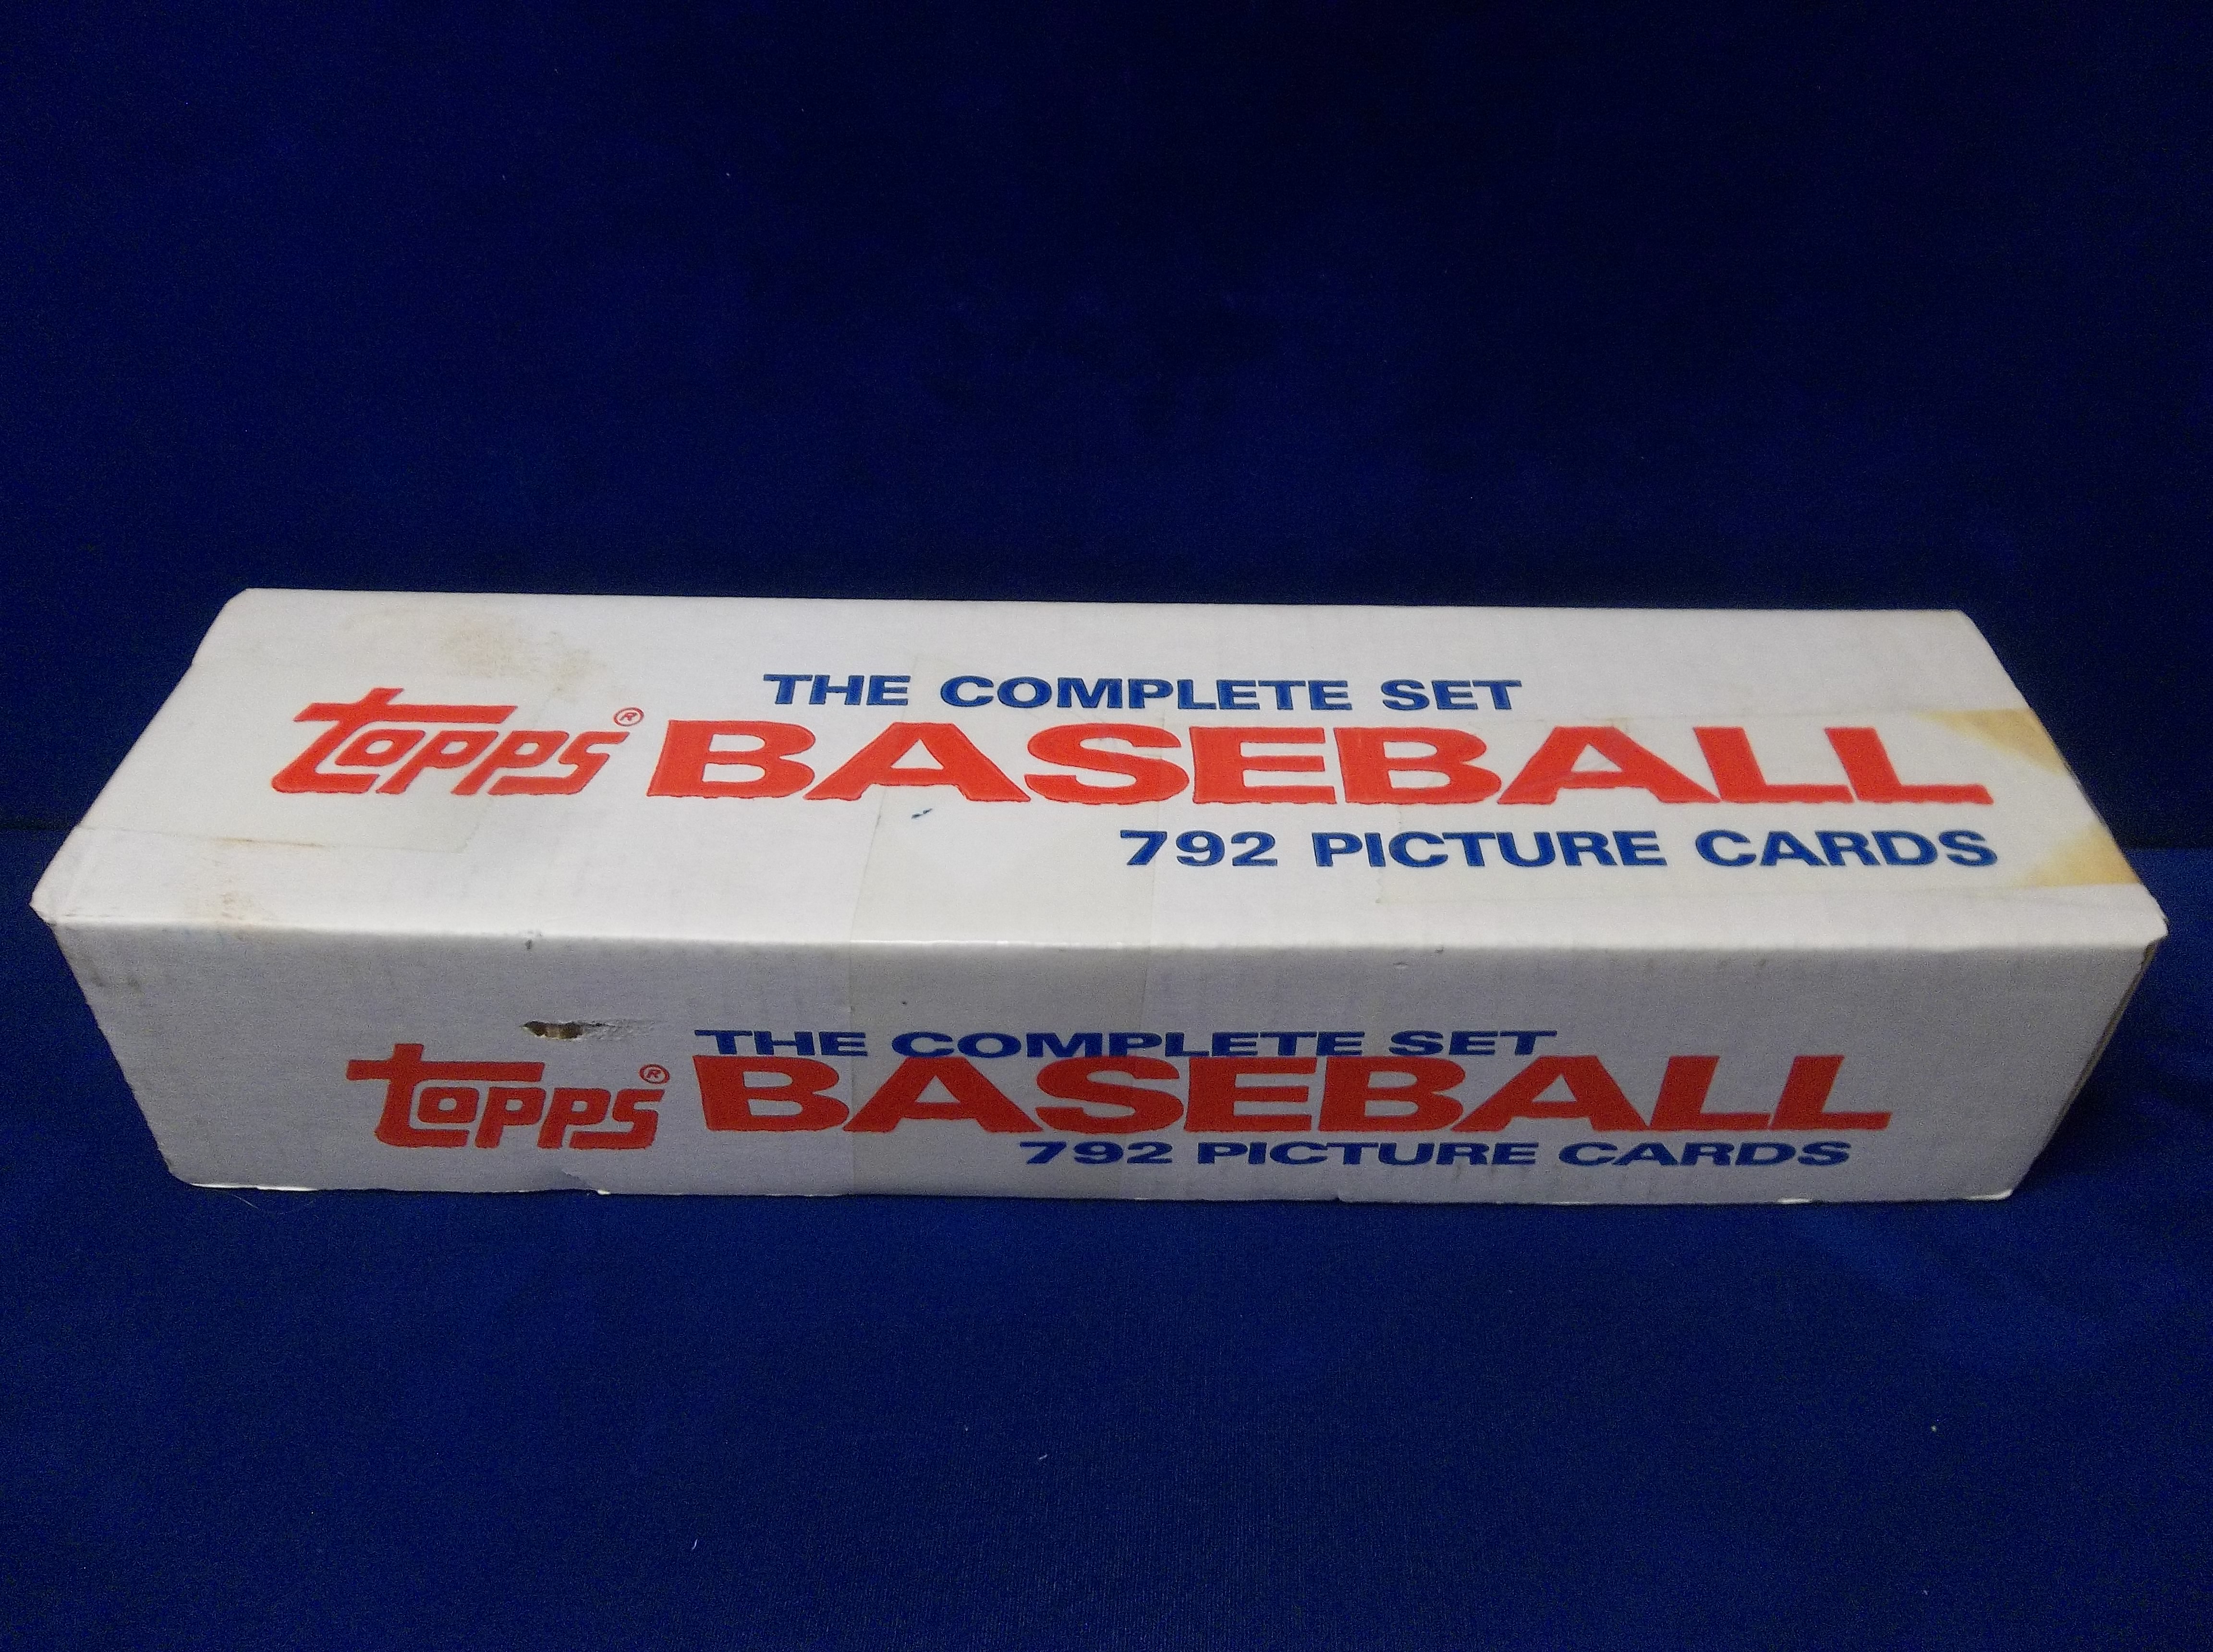 THE COMPLETE SET
topps® BASEBALL
792 PICTURE CARDS
THE COMPLETE SET
topps® BASEBALL
792 PICTURE CARDS